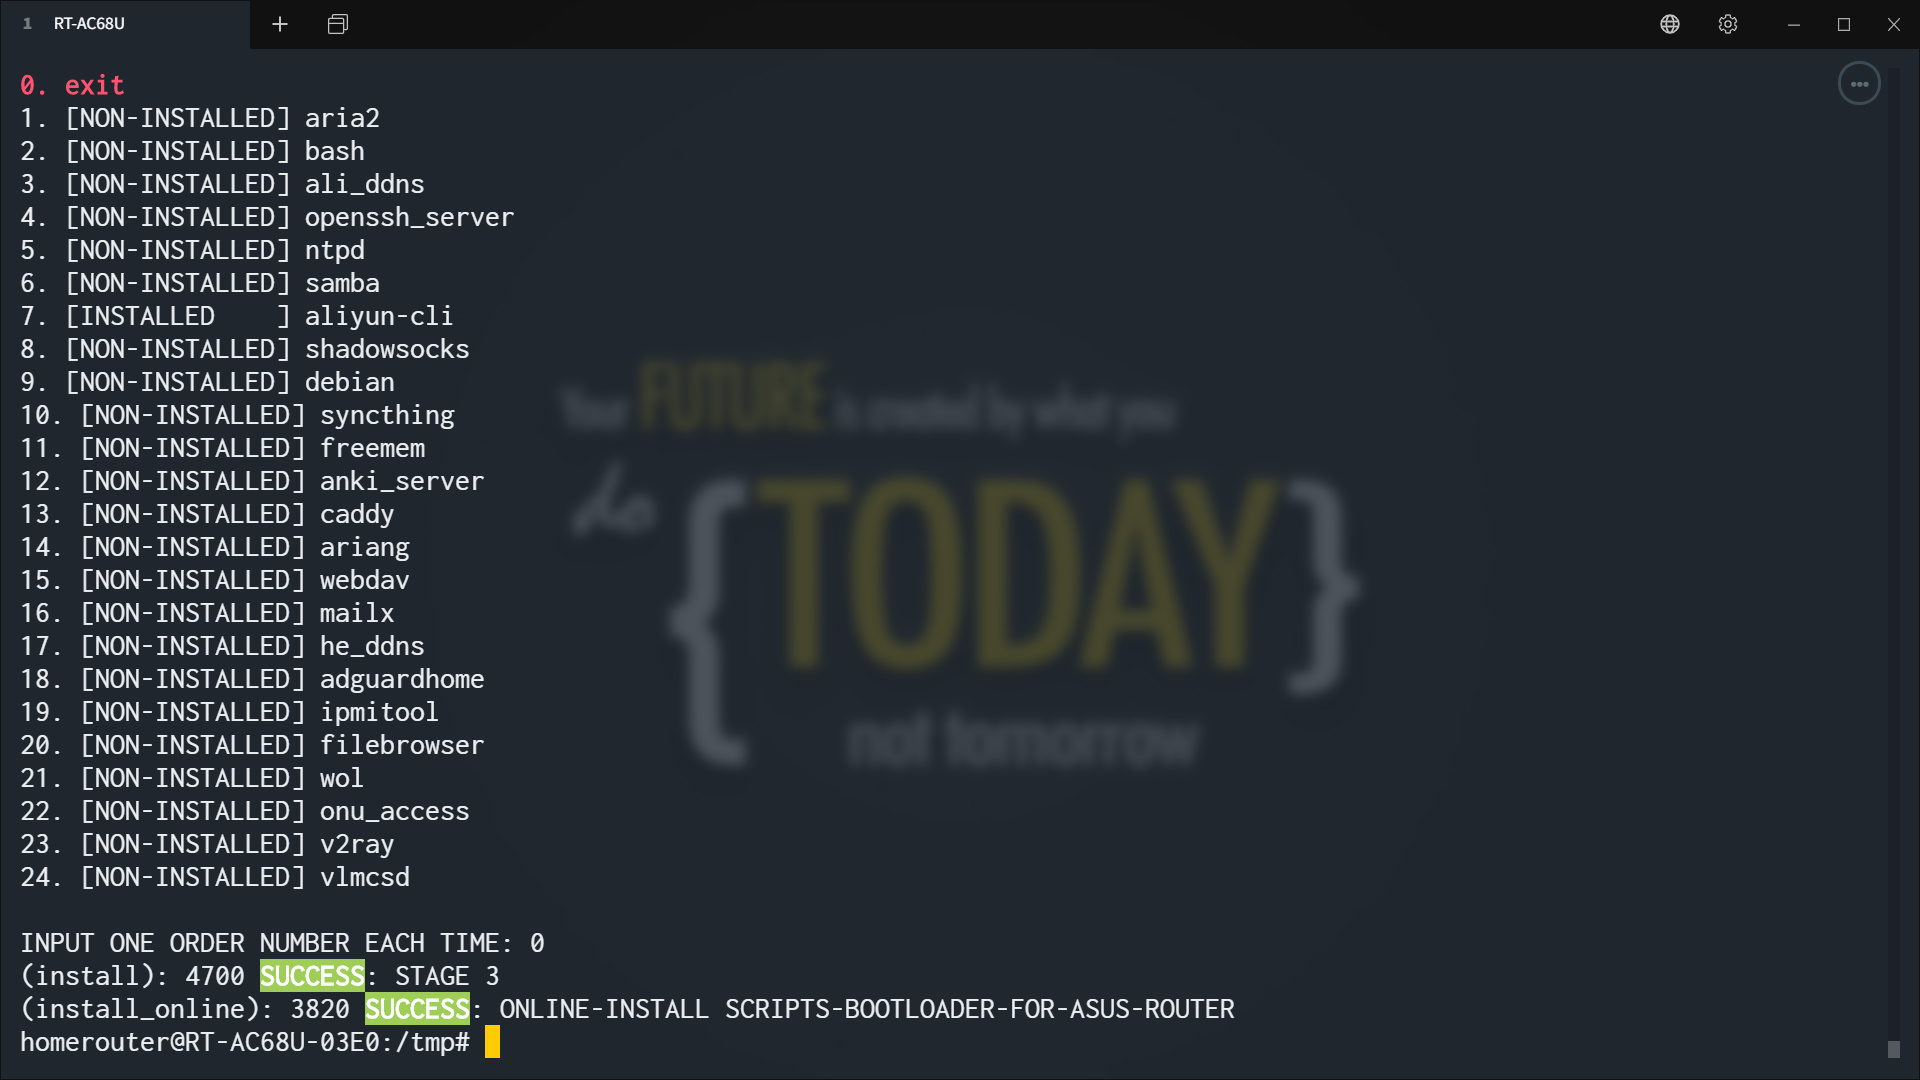 1 RT-AC68U
0. exit
1. [NON-INSTALLED] aria2
2. [NON-INSTALLED] bash
3. [NON-INSTALLED] ali_ddns
4. [NON-INSTALLED] openssh_server
5. [NON-INSTALLED] ntpd
6. [NON-INSTALLED] samba
7. [INSTALLED    ] aliyun-cli
8. [NON-INSTALLED] shadowsocks
9. [NON-INSTALLED] debian
10. [NON-INSTALLED] syncthing
11. [NON-INSTALLED] freemem
12. [NON-INSTALLED] anki_server
13. [NON-INSTALLED] caddy
14. [NON-INSTALLED] ariang
15. [NON-INSTALLED] webdav
16. [NON-INSTALLED] mailx
17. [NON-INSTALLED] he_ddns
18. [NON-INSTALLED] adguardhome
19. [NON-INSTALLED] ipmitool
20. [NON-INSTALLED] filebrowser
21. [NON-INSTALLED] wol
22. [NON-INSTALLED] onu_access
23. [NON-INSTALLED] v2ray
24. [NON-INSTALLED] vlmcsd
INPUT ONE ORDER NUMBER EACH TIME: 0
(install): 4700 SUCCESS: STAGE 3
(install_online): 3820 SUCCESS: ONLINE-INSTALL SCRIPTS-BOOTLOADER-FOR-ASUS-ROUTER
homerouter@RT-AC68U-03E0:/tmp#
Your FUTURE is created by what you
do {TODAY}
not tomorrow